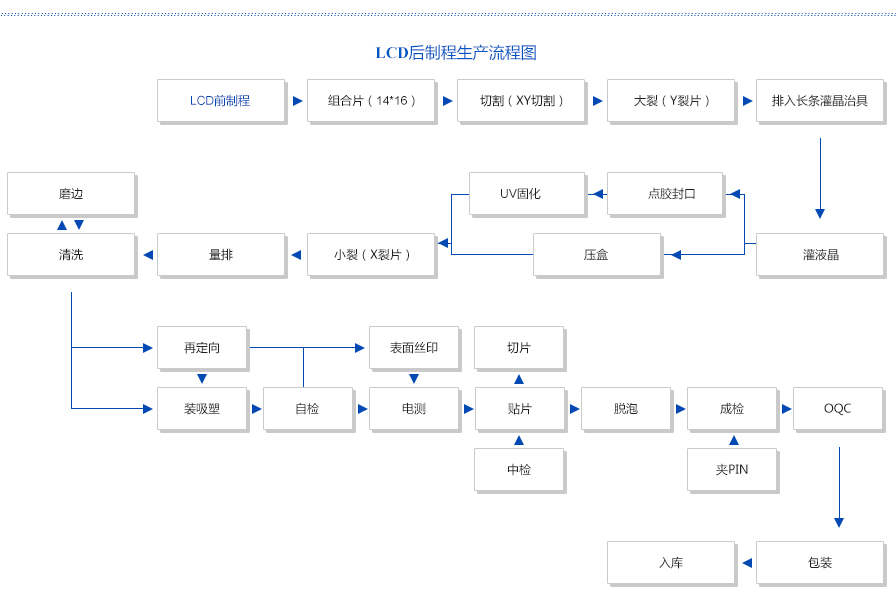 LCD后制程生产流程图
LCD前制程
组合片（14*16）
切割（XY切割）
大裂（Y裂片）
排入长条灌晶治具
磨边
UV固化
点胶封口
清洗
量排
小裂（X裂片）
压盒
灌液晶
再定向
表面丝印
切片
装吸塑
自检
电测
贴片
脱泡
成检
OQC
中检
夹PIN
入库
包装